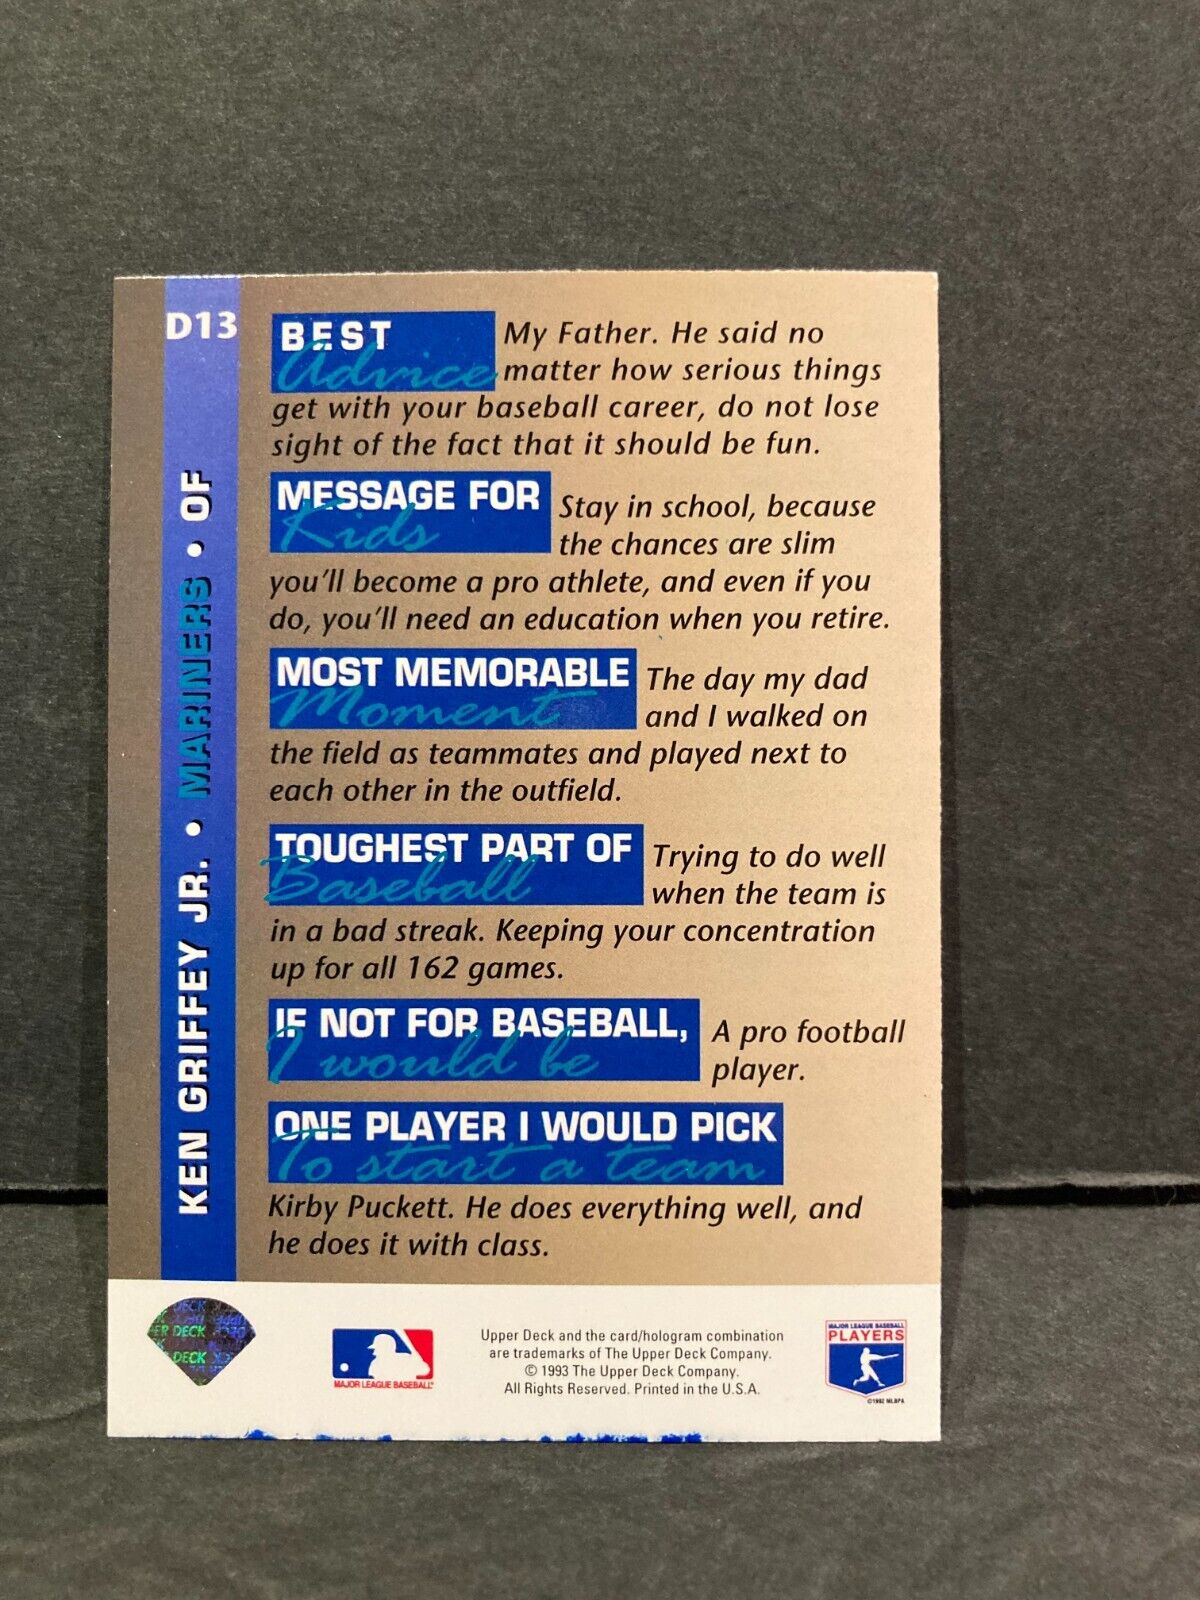 D13
KEN GRIFFEY JR. • MARINERS • OF
BEST
Advice
My Father. He said no
matter how serious things
get with your baseball career, do not lose
sight of the fact that it should be fun.
MESSAGE FOR
Kids
Stay in school, because
the chances are slim
you'll become a pro athlete, and even if you
do, you'll need an education when you retire.
MOST MEMORABLE
Moment
The day my dad
and I walked on
the field as teammates and played next to
each other in the outfield.
TOUGHEST PART OF
Baseball
Trying to do well
when the team is
in a bad streak. Keeping your concentration
up for all 162 games.
IF NOT FOR BASEBALL,
I would be
A pro football
player.
ONE PLAYER I WOULD PICK
To start a team
Kirby Puckett. He does everything well, and
he does it with class.
DECK
ER DECK
DECK
MAJOR LEAGUE BASEBALL
Upper Deck and the card/hologram combination
are trademarks of The Upper Deck Company.
© 1993 The Upper Deck Company.
All Rights Reserved. Printed in the U.S.A.
MAJOR LEAGUE BASEBALL
PLAYERS
©1992 MLBPA